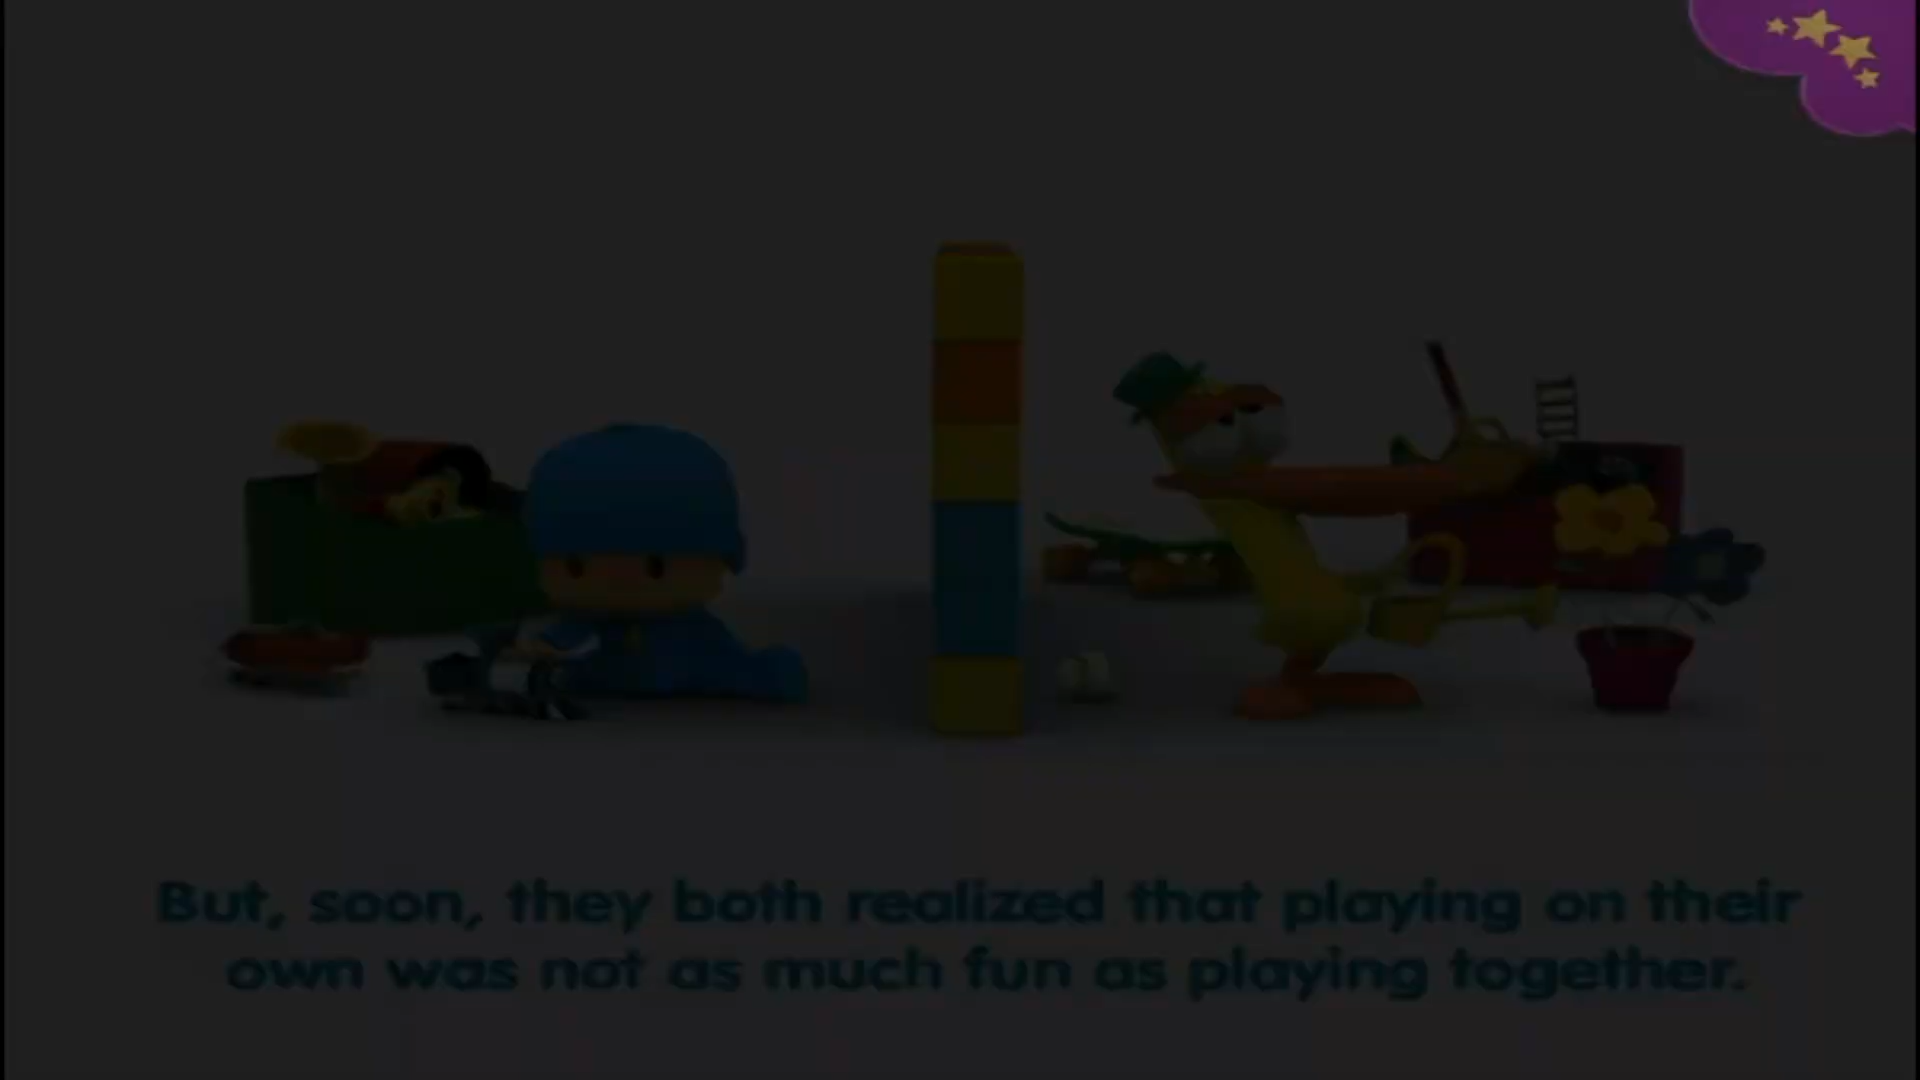 But, soon, they both realized that playing on their
own was not as much fun as playing together.